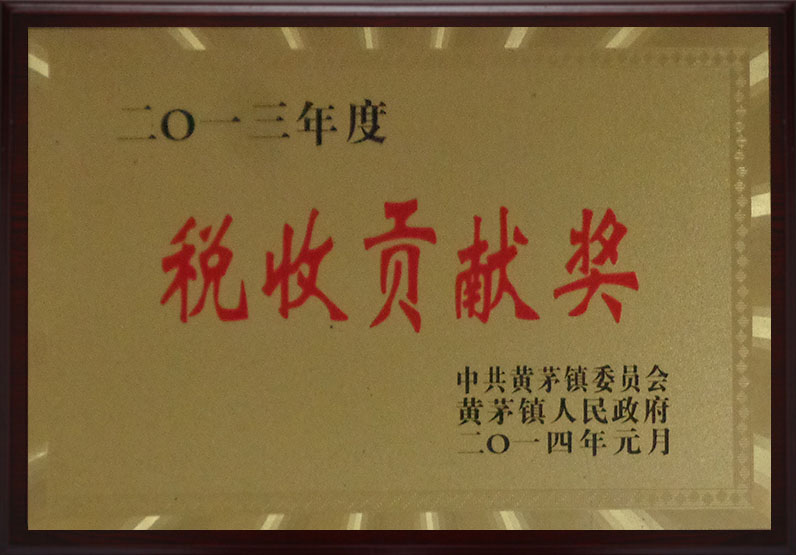 二〇一三年度
税收贡献奖
中共黄茅镇委员会
黄茅镇人民政府
二〇一四年元月